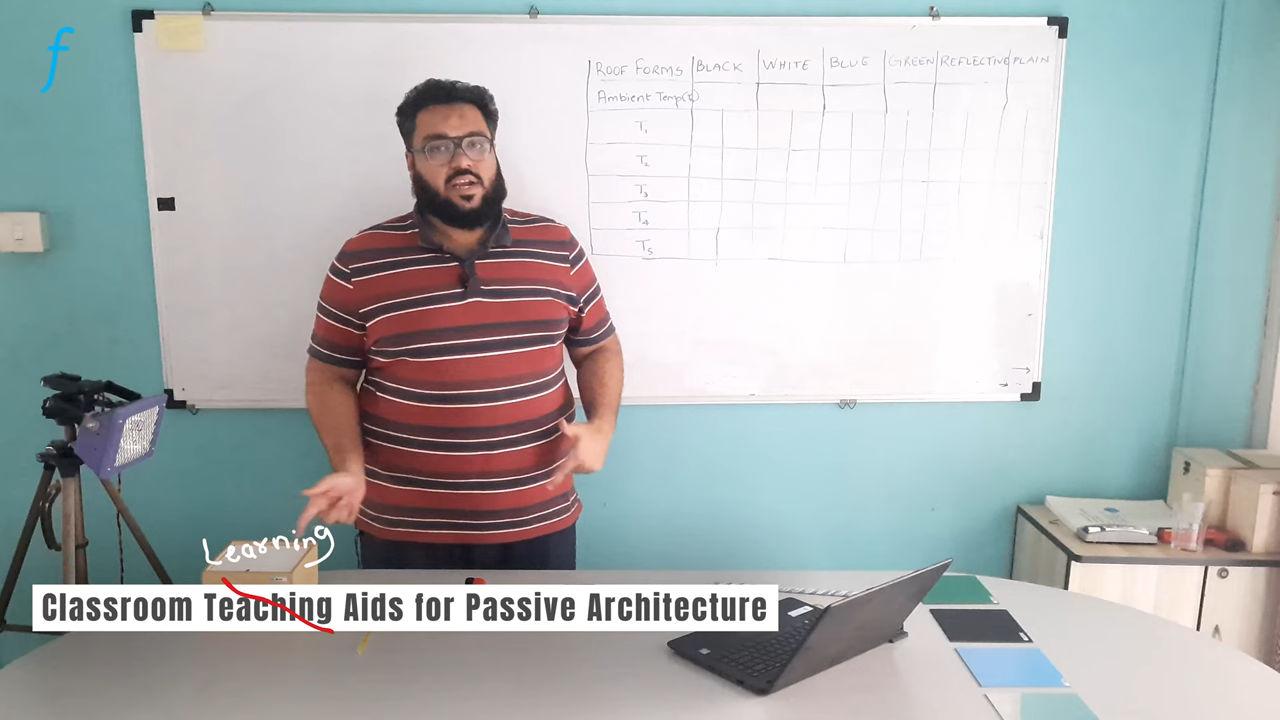 f
ROOF FORMS BLACK WHITE BLUE GREEN REFLECTIVE PLAIN
Ambient Temp(t)
T1
T2
T3
T4
T5
Learning
Classroom Teaching Aids for Passive Architecture